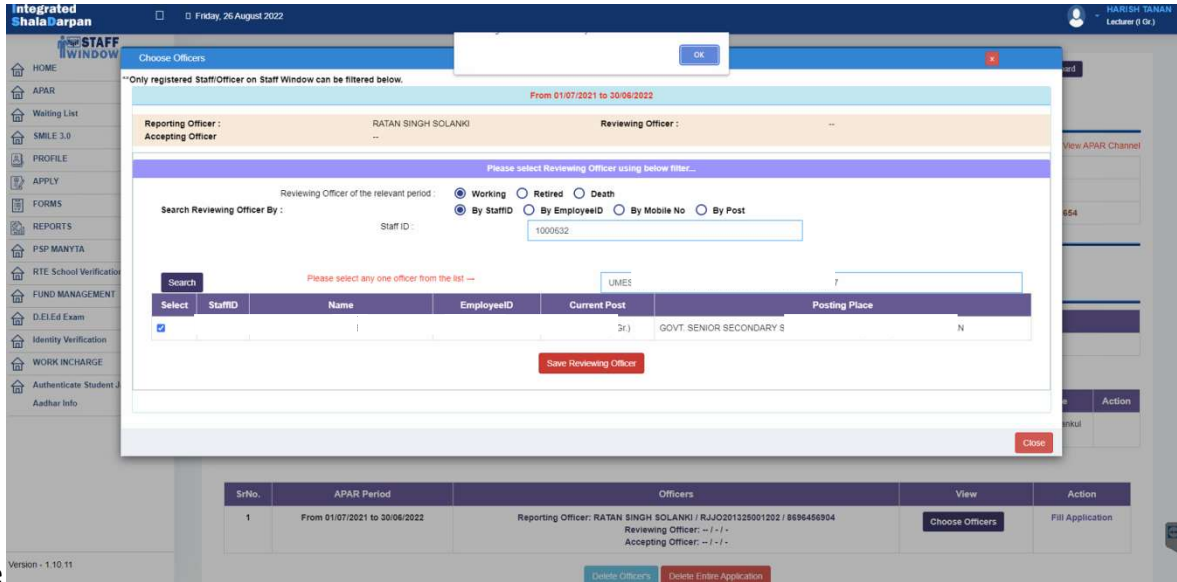 Integrated
ShalaDarpan
Friday, 26 August 2022
HARISH TANAN
Lecturer (I Gr.)
STAFF
WINDOW
HOME
APAR
Waiting List
SMILE 3.0
PROFILE
APPLY
FORMS
REPORTS
PSP MANYTA
RTE School Verification
FUND MANAGEMENT
D.El.Ed Exam
Identity Verification
WORK INCHARGE
Authenticate Student J
Aadhar Info
Version - 1.10.11
OK
Choose Officers
x
**Only registered Staff/Officer on Staff Window can be filtered below.
From 01/07/2021 to 30/06/2022
Reporting Officer : RATAN SINGH SOLANKI Reviewing Officer : --
Accepting Officer --
Please select Reviewing Officer using below filter...
Reviewing Officer of the relevant period : Working Retired Death
Search Reviewing Officer By : By StaffID By EmployeeID By Mobile No By Post
Staff ID : 1000632
Search Please select any one officer from the list --- UMES 7
Select StaffID Name EmployeeID Current Post Posting Place
Gr.) GOVT. SENIOR SECONDARY S N
Save Reviewing Officer
Close
ard
View APAR Channel
654
e Action
ankul
SrNo. APAR Period Officers View Action
1 From 01/07/2021 to 30/06/2022 Reporting Officer: RATAN SINGH SOLANKI / RJJO201325001202 / 8696456904 Choose Officers Fill Application
Reviewing Officer: -- / - / -
Accepting Officer: -- / - / -
Delete Officer's Delete Entire Application
e